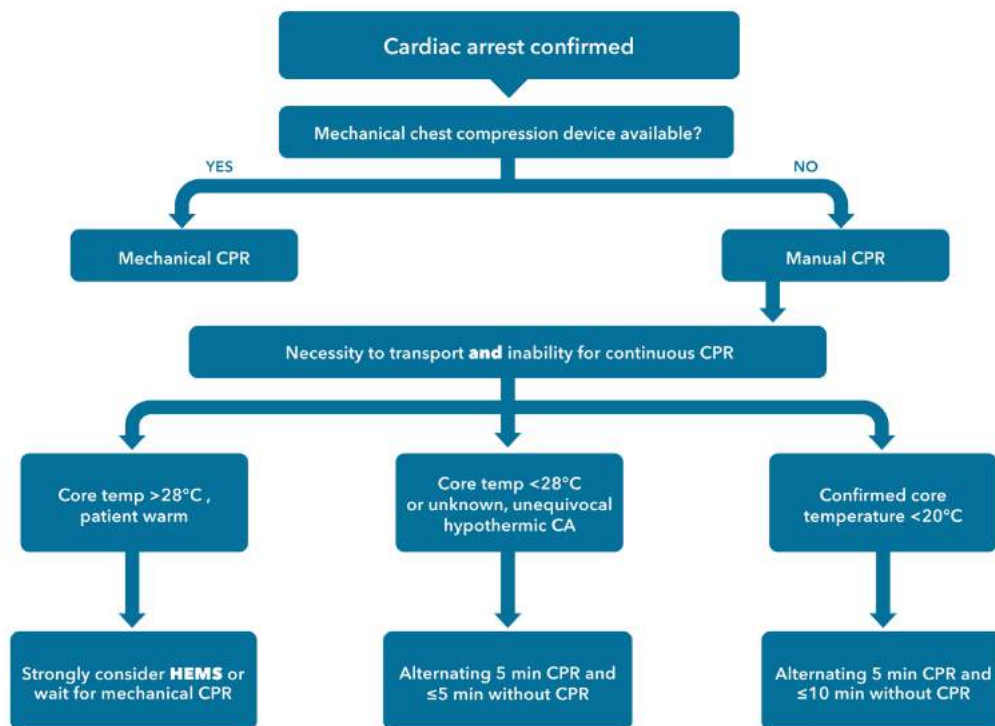 Cardiac arrest confirmed
Mechanical chest compression device available?
YES
NO
Mechanical CPR
Manual CPR
Necessity to transport and inability for continuous CPR
Core temp >28°C ,
patient warm
Core temp <28°C
or unknown, unequivocal
hypothermic CA
Confirmed core
temperature <20°C
Strongly consider HEMS or
wait for mechanical CPR
Alternating 5 min CPR and
≤5 min without CPR
Alternating 5 min CPR and
≤10 min without CPR